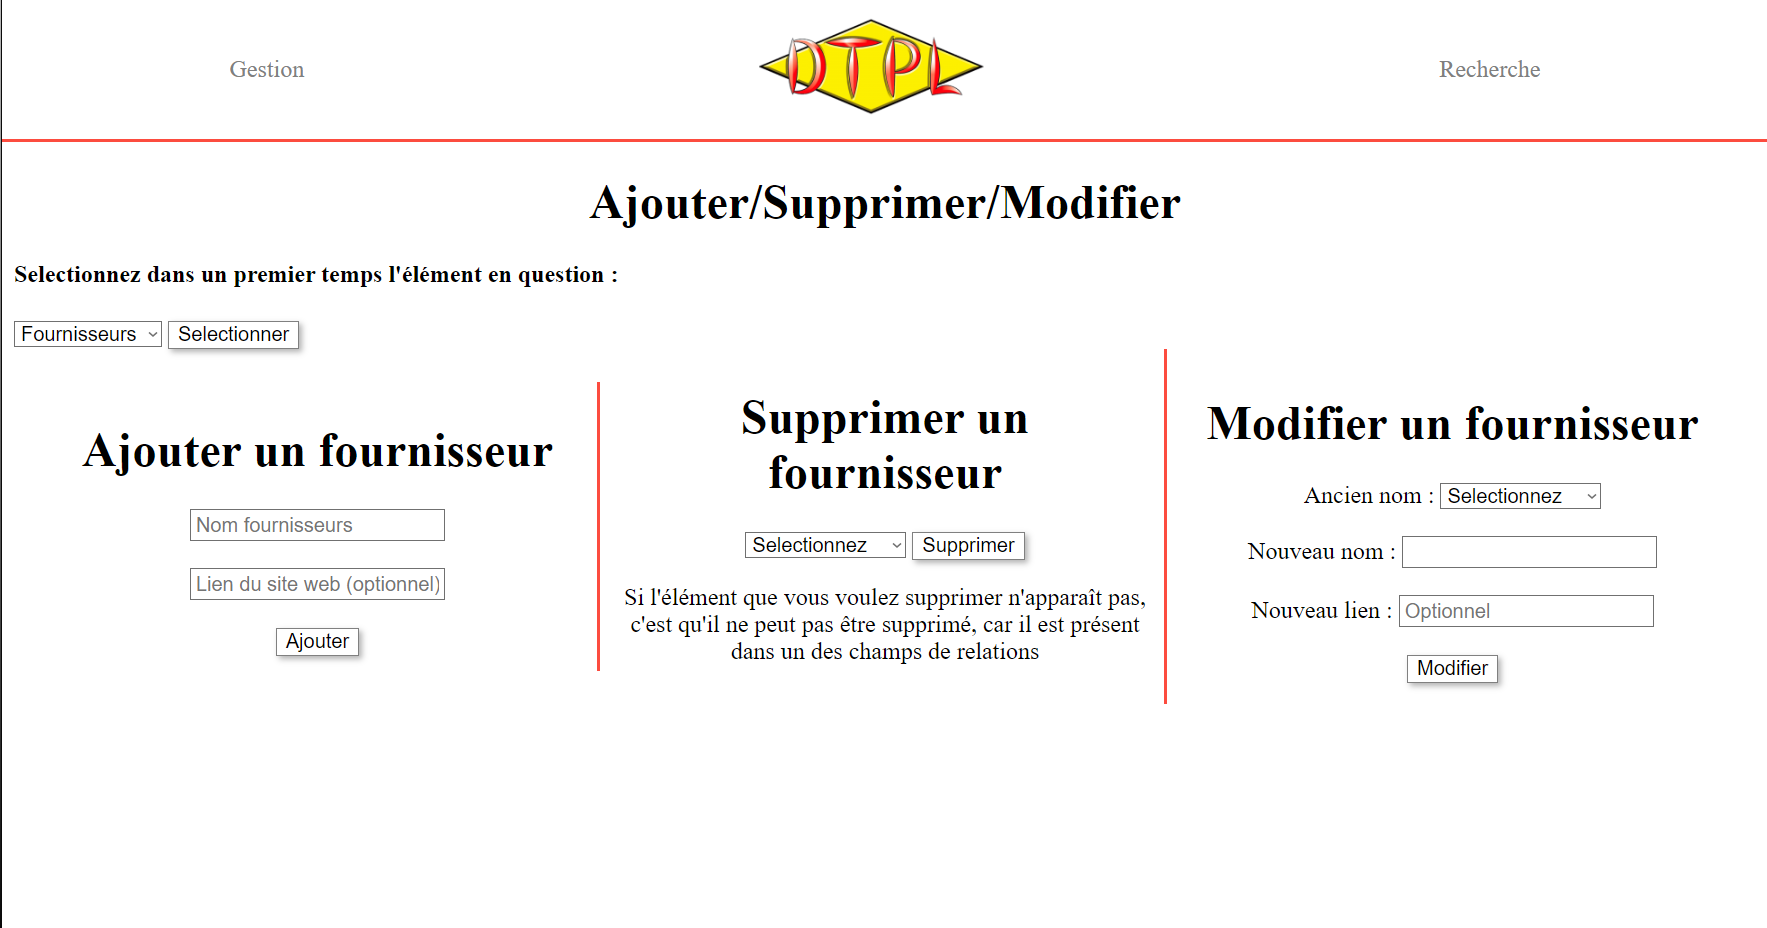 Gestion
DTPL
Recherche
Ajouter/Supprimer/Modifier
Selectionnez dans un premier temps l'élément en question :
Fournisseurs
Selectionner
Ajouter un fournisseur
Nom fournisseurs
Lien du site web (optionnel)
Ajouter
Supprimer un
fournisseur
Selectionnez
Supprimer
Si l'élément que vous voulez supprimer n'apparaît pas,
c'est qu'il ne peut pas être supprimé, car il est présent
dans un des champs de relations
Modifier un fournisseur
Ancien nom : Selectionnez
Nouveau nom :
Nouveau lien : Optionnel
Modifier